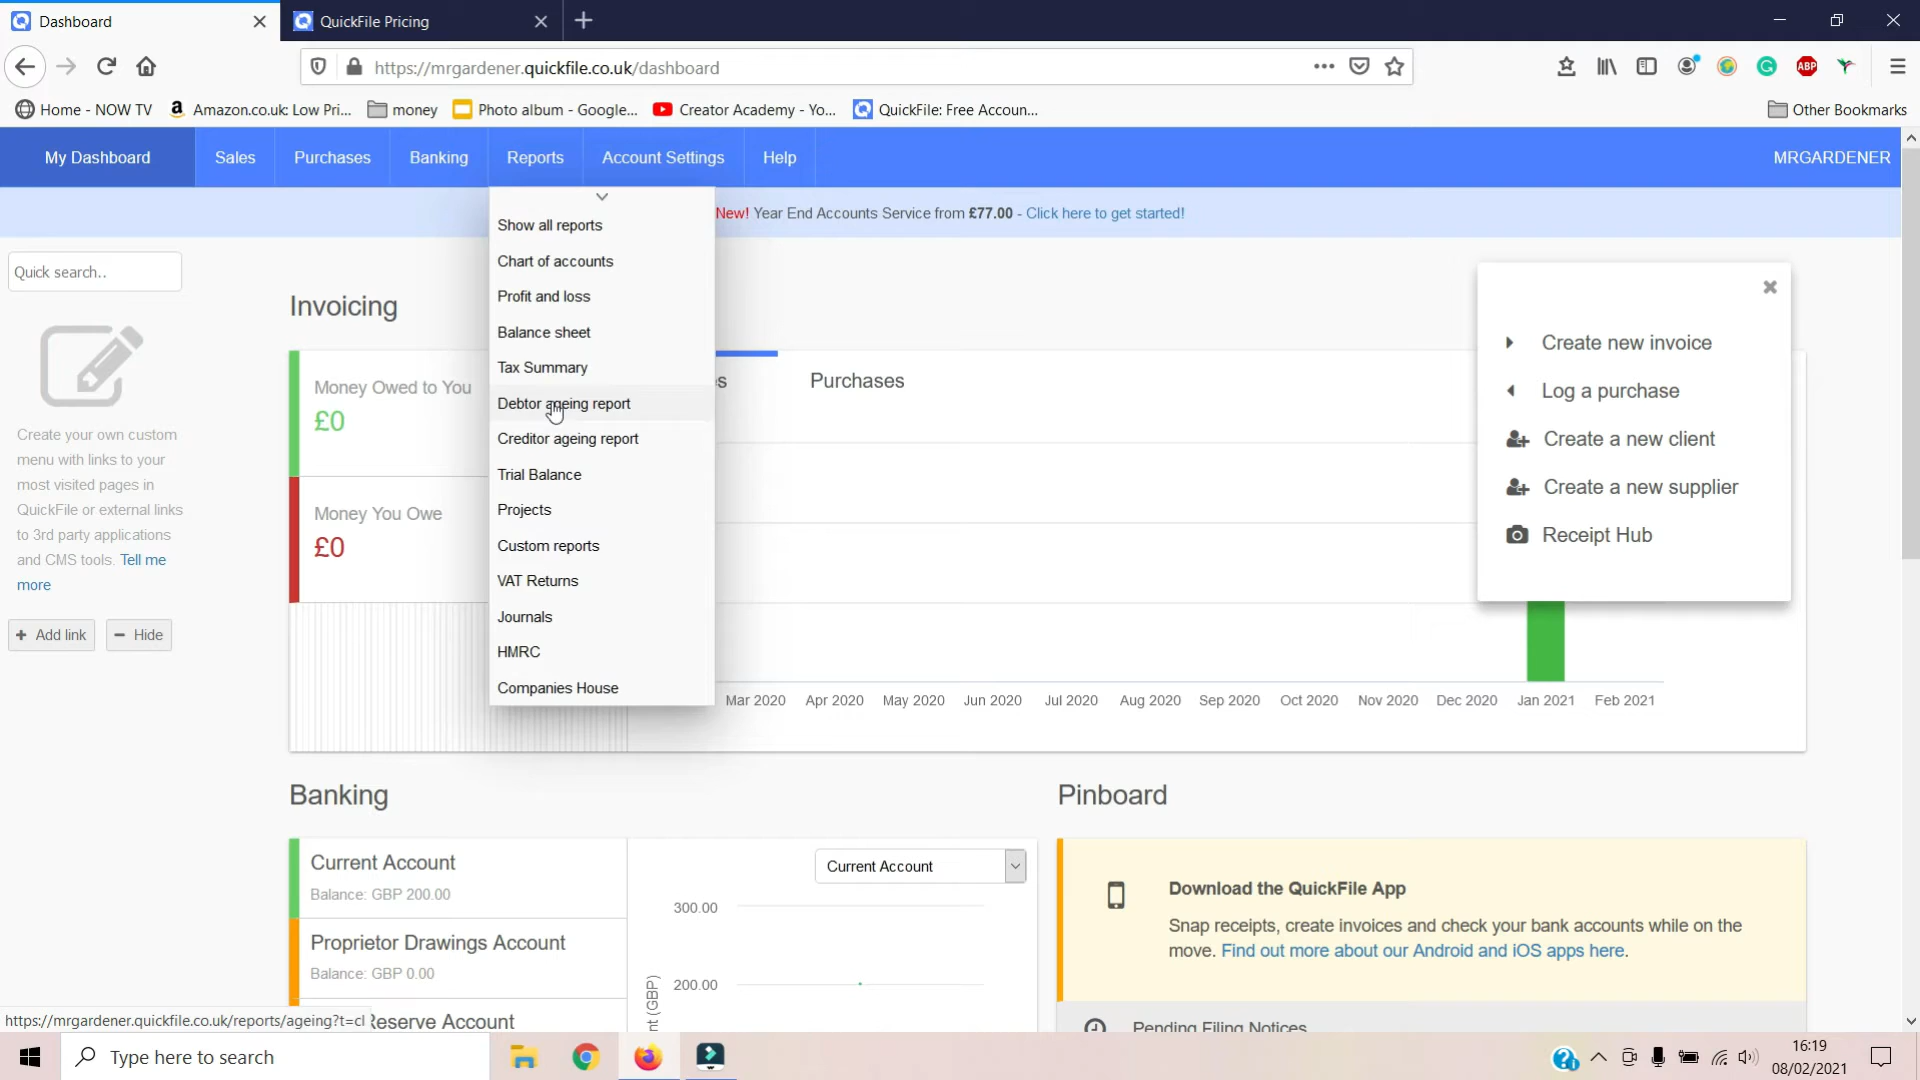 Dashboard
QuickFile Pricing
https://mrgardener.quickfile.co.uk/dashboard
Home - NOW TV
Amazon.co.uk: Low Pri...
money
Photo album - Google...
Creator Academy - Yo...
QuickFile: Free Accoun...
Other Bookmarks
My Dashboard
Sales
Purchases
Banking
Reports
Account Settings
Help
MRGARDENER
New! Year End Accounts Service from £77.00 - Click here to get started!
Quick search..
Create your own custom
menu with links to your
most visited pages in
QuickFile or external links
to 3rd party applications
and CMS tools. Tell me
more
+ Add link
− Hide
Show all reports
Chart of accounts
Profit and loss
Balance sheet
Tax Summary
Debtor ageing report
Creditor ageing report
Trial Balance
Projects
Custom reports
VAT Returns
Journals
HMRC
Companies House
Invoicing
Money Owed to You
£0
Money You Owe
£0
Purchases
Mar 2020
Apr 2020
May 2020
Jun 2020
Jul 2020
Aug 2020
Sep 2020
Oct 2020
Nov 2020
Dec 2020
Jan 2021
Feb 2021
Create new invoice
Log a purchase
Create a new client
Create a new supplier
Receipt Hub
Banking
Current Account
Balance: GBP 200.00
Proprietor Drawings Account
Balance: GBP 0.00
Reserve Account
Current Account
300.00
200.00
(GBP)
Pinboard
Download the QuickFile App
Snap receipts, create invoices and check your bank accounts while on the
move. Find out more about our Android and iOS apps here.
Pending Filing Notices
https://mrgardener.quickfile.co.uk/reports/ageing?t=cl
Type here to search
16:19
08/02/2021
ABP